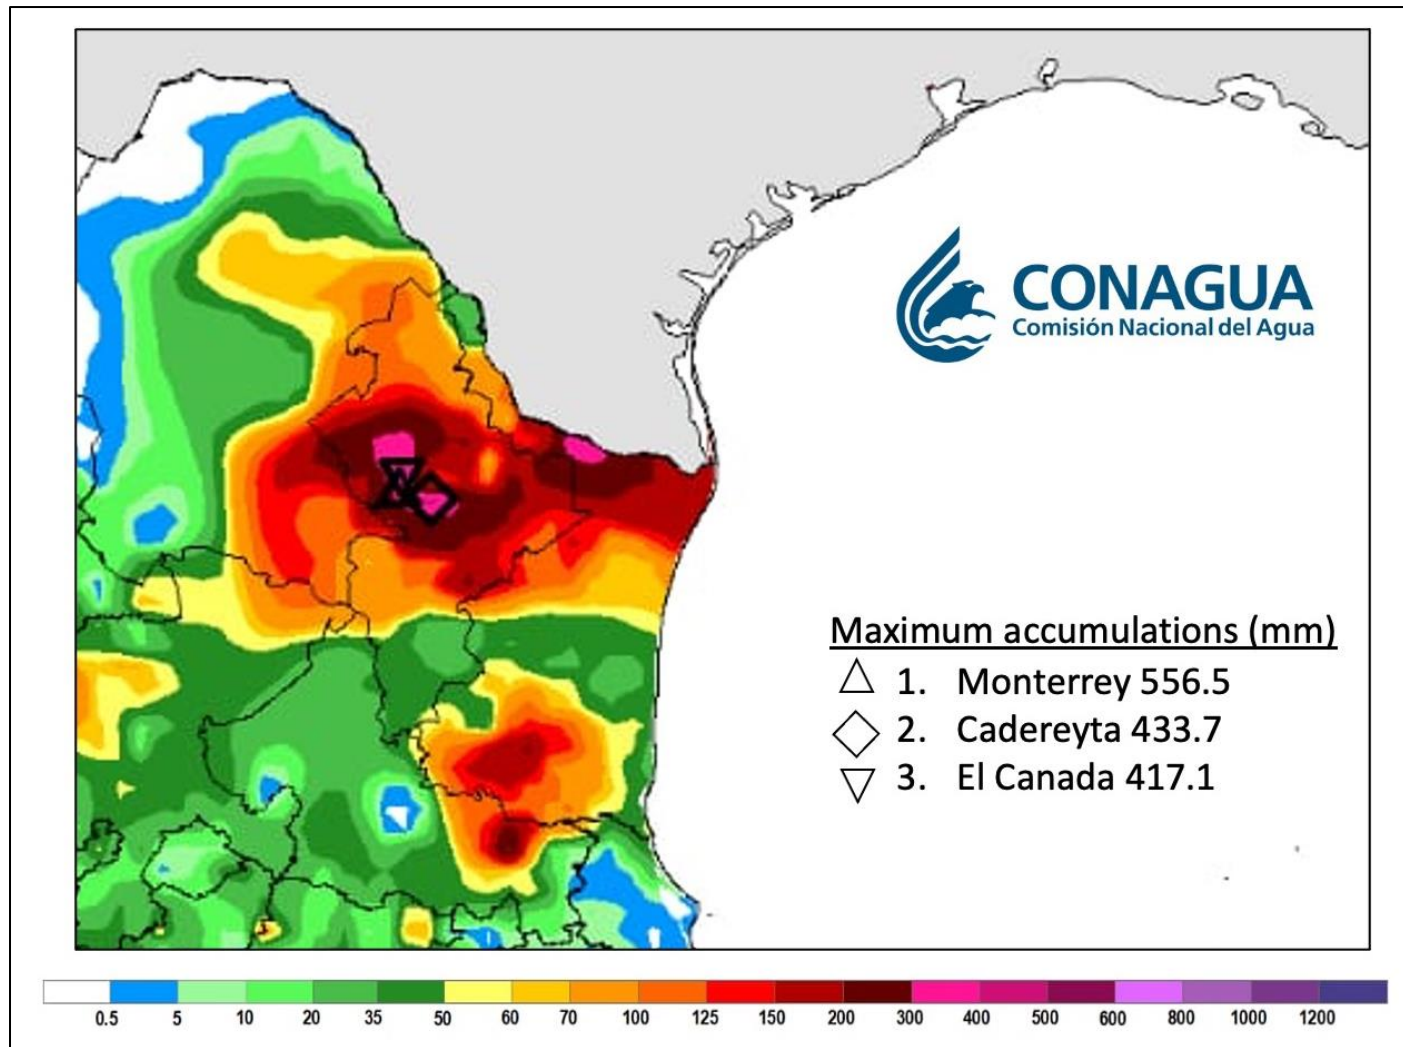 CONAGUA
Comisión Nacional del Agua
Maximum accumulations (mm)
1. Monterrey 556.5
2. Cadereyta 433.7
3. El Canada 417.1
0.5 5 10 20 35 50 60 70 100 125 150 200 300 400 500 600 800 1000 1200